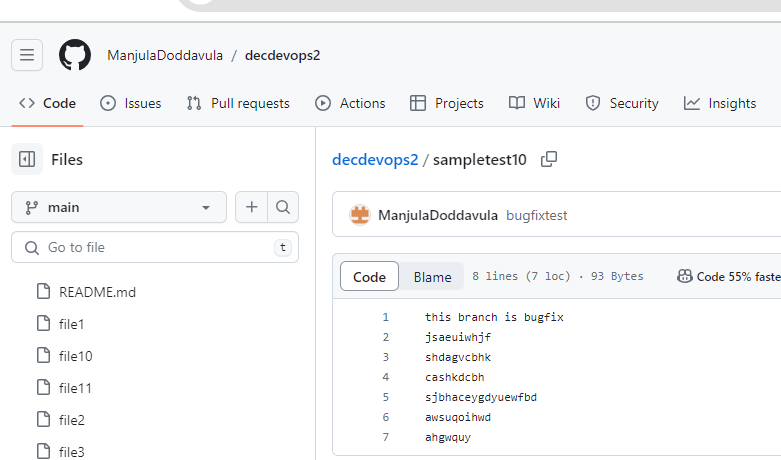 ManjulaDoddavula / decdevops2
Code Issues Pull requests Actions Projects Wiki Security Insights
Files
main
Go to file t
README.md
file1
file10
file11
file2
file3
decdevops2 / sampletest10
ManjulaDoddavula bugfixtest
Code Blame 8 lines (7 loc) · 93 Bytes Code 55% faste
1 this branch is bugfix
2 jsaeuiwhjf
3 shdagvcbhk
4 cashkdcbh
5 sjbhaceygdyuewfbd
6 awsuqoihwd
7 ahgwquy